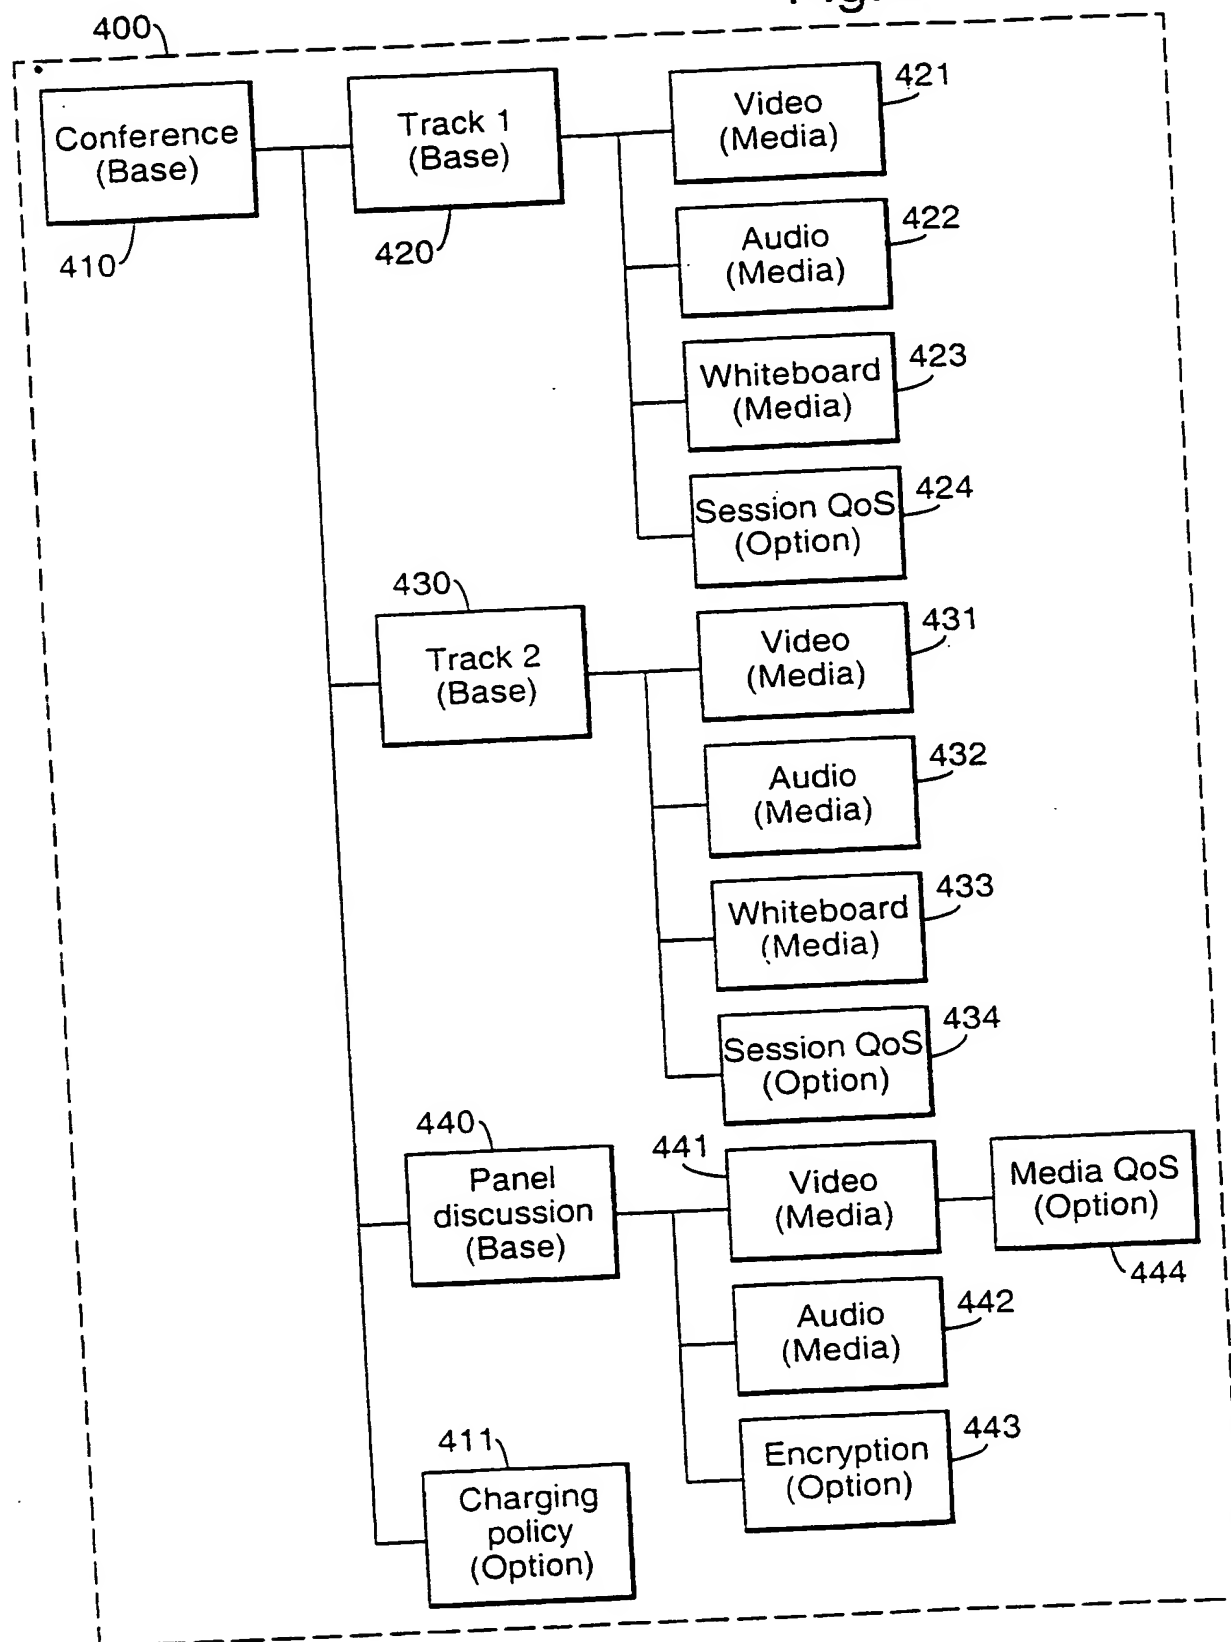 Fig.
400
Conference
(Base)
410
Track 1
(Base)
420
Video
(Media)
421
Audio
(Media)
422
Whiteboard
(Media)
423
Session QoS
(Option)
424
430
Track 2
(Base)
Video
(Media)
431
Audio
(Media)
432
Whiteboard
(Media)
433
Session QoS
(Option)
434
440
Panel
discussion
(Base)
441
Video
(Media)
Media QoS
(Option)
444
Audio
(Media)
442
Encryption
(Option)
443
411
Charging
policy
(Option)